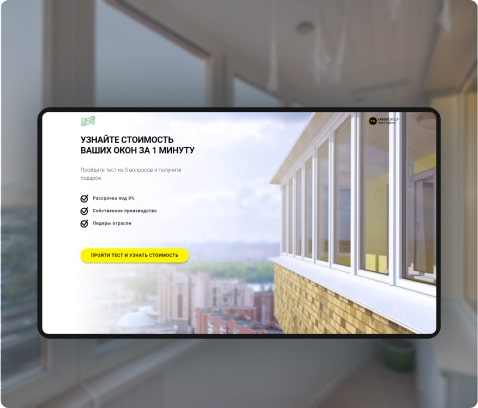 УЗНАЙТЕ СТОИМОСТЬ
ВАШИХ ОКОН ЗА 1 МИНУТУ
Пройдите тест из 5 вопросов и получите
подарок
Рассрочка под 0%
Собственное производство
Лидеры отрасли
ПРОЙТИ ТЕСТ И УЗНАТЬ СТОИМОСТЬ